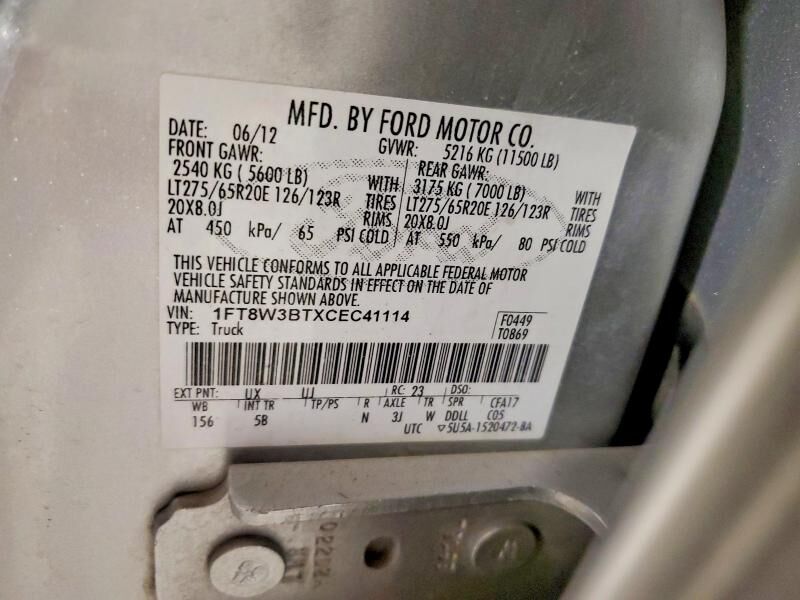 MFD. BY FORD MOTOR CO.
DATE: 06/12 GVWR: 5216 KG (11500 LB)
FRONT GAWR: REAR GAWR:
2540 KG ( 5600 LB) WITH 3175 KG ( 7000 LB) WITH
LT275/65R20E 126/123R TIRES LT275/65R20E 126/123R TIRES
20X8.0J RIMS 20X8.0J RIMS
AT 450 kPa/ 65 PSI COLD AT 550 kPa/ 80 PSI COLD
THIS VEHICLE CONFORMS TO ALL APPLICABLE FEDERAL MOTOR
VEHICLE SAFETY STANDARDS IN EFFECT ON THE DATE OF
MANUFACTURE SHOWN ABOVE.
VIN: 1FT8W3BTXCEC41114 F0449
TYPE: Truck T0869
EXT PNT: UX UJ RC: 23 DSO:
WB INT TR TP/PS R AXLE TR SPR CFA17
156 5B N 3J W DDLL C05
UTC ▽5U5A-1520472-BA